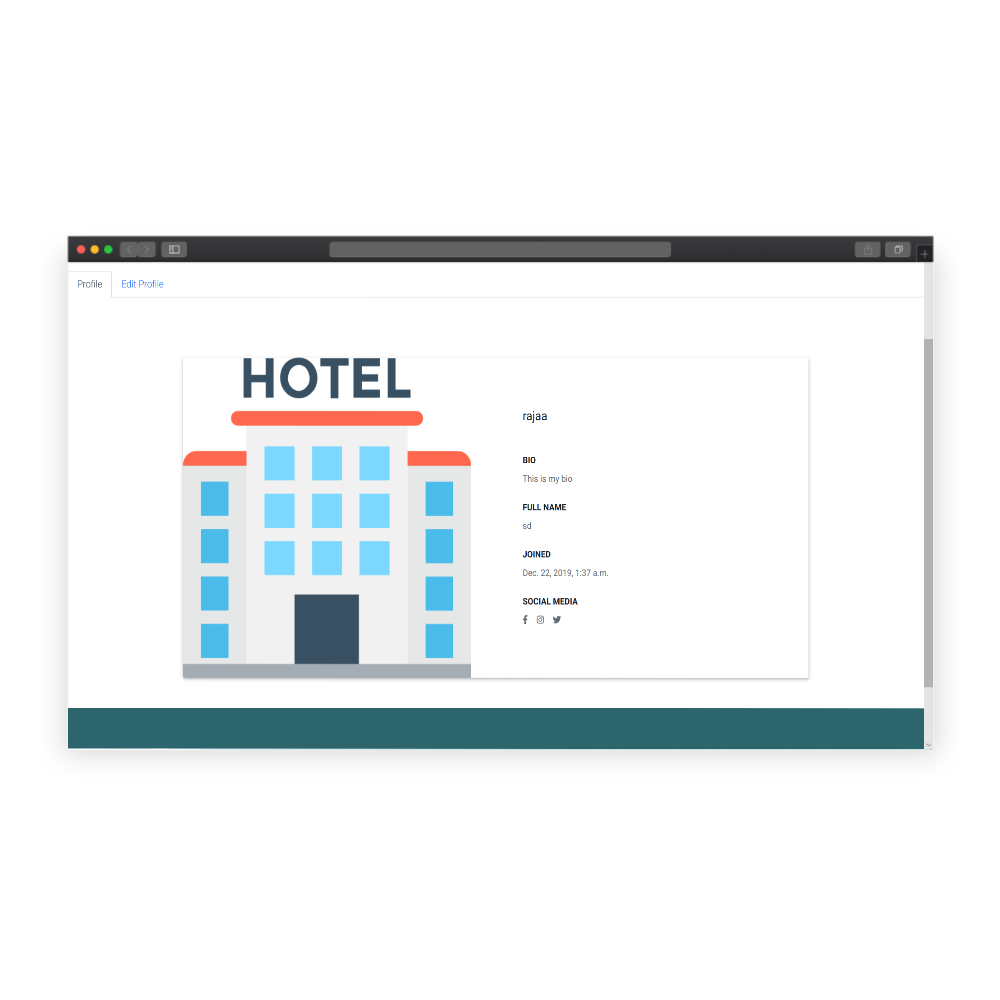 Profile
Edit Profile
HOTEL
rajaa
BIO
This is my bio
FULL NAME
sd
JOINED
Dec. 22, 2019, 1:37 a.m.
SOCIAL MEDIA